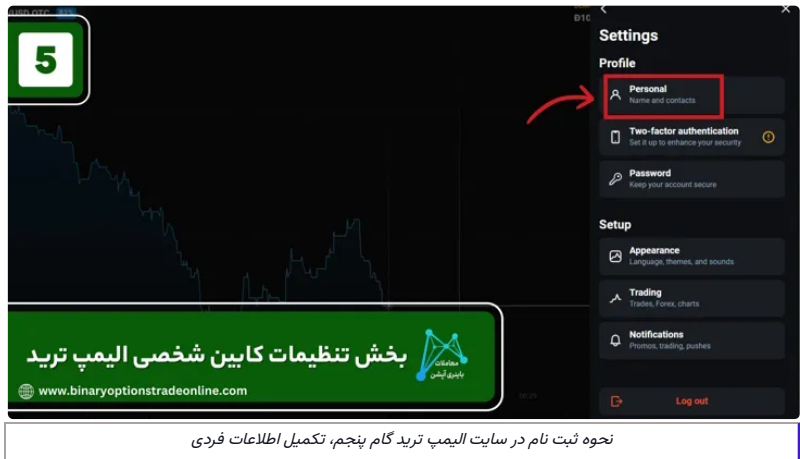 5
Settings
Profile
Personal
Name and contacts
Two-factor authentication
Set it up to enhance your security
Password
Keep your account secure
Setup
Appearance
Language, themes, and sounds
Trading
Trades, Forex, charts
Notifications
Promos, trading, pushes
Log out
بخش تنظیمات کابین شخصی الیمپ ترید
معاملات
باینری آپشن
www.binaryoptionstradeonline.com
نحوه ثبت نام در سایت الیمپ ترید گام پنجم، تکمیل اطلاعات فردی